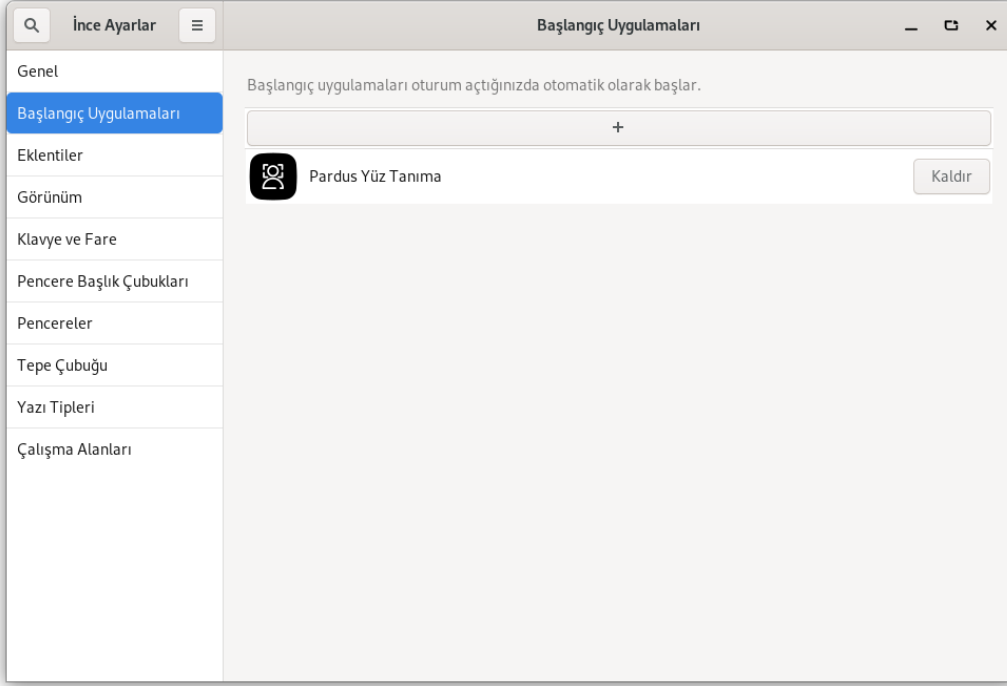 İnce Ayarlar
Başlangıç Uygulamaları
Genel
Başlangıç Uygulamaları
Eklentiler
Görünüm
Klavye ve Fare
Pencere Başlık Çubukları
Pencereler
Tepe Çubuğu
Yazı Tipleri
Çalışma Alanları
Başlangıç uygulamaları oturum açtığınızda otomatik olarak başlar.
+
Pardus Yüz Tanıma
Kaldır